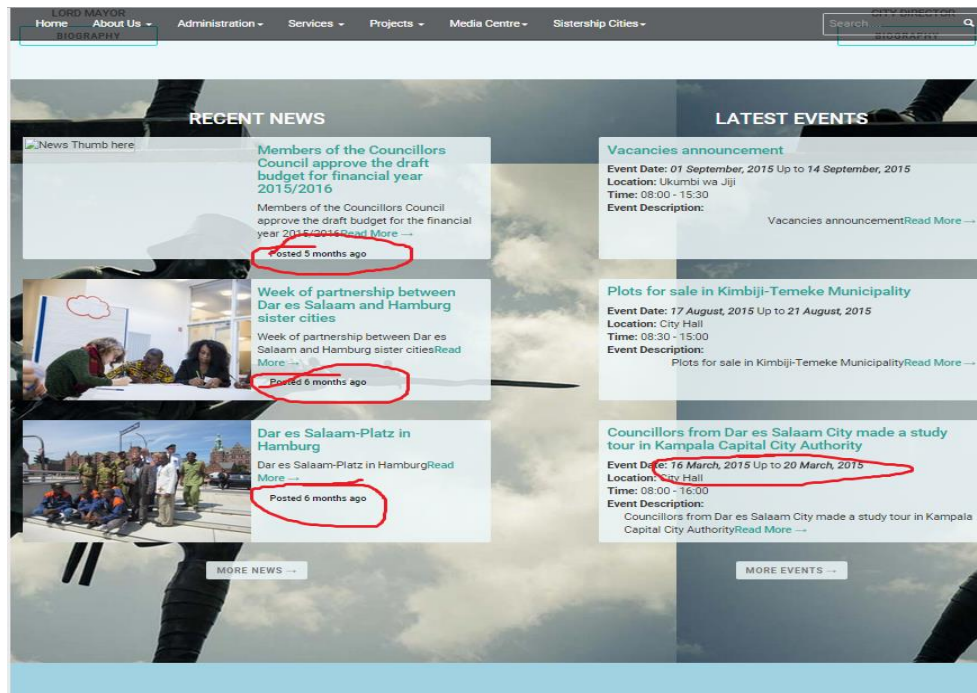 LORD MAYOR
CITY DIRECTOR
Home About Us Administration Services Projects Media Centre Sistership Cities Search...
BIOGRAPHY
BIOGRAPHY
RECENT NEWS
News Thumb here
Members of the Councillors
Council approve the draft
budget for financial year
2015/2016
Members of the Councillors Council
approve the draft budget for the financial
year 2015/2016Read More →
Posted 5 months ago
Week of partnership between
Dar es Salaam and Hamburg
sister cities
Week of partnership between Dar es
Salaam and Hamburg sister citiesRead
More →
Posted 6 months ago
Dar es Salaam-Platz in
Hamburg
Dar es Salaam-Platz in HamburgRead
More →
Posted 6 months ago
MORE NEWS →
LATEST EVENTS
Vacancies announcement
Event Date: 01 September, 2015 Up to 14 September, 2015
Location: Ukumbi wa Jiji
Time: 08:00 - 15:30
Event Description:
Vacancies announcementRead More →
Plots for sale in Kimbiji-Temeke Municipality
Event Date: 17 August, 2015 Up to 21 August, 2015
Location: City Hall
Time: 08:30 - 15:00
Event Description:
Plots for sale in Kimbiji-Temeke MunicipalityRead More →
Councillors from Dar es Salaam City made a study
tour in Kampala Capital City Authority
Event Date: 16 March, 2015 Up to 20 March, 2015
Location: City Hall
Time: 08:00 - 16:00
Event Description:
Councillors from Dar es Salaam City made a study tour in Kampala
Capital City AuthorityRead More →
MORE EVENTS →